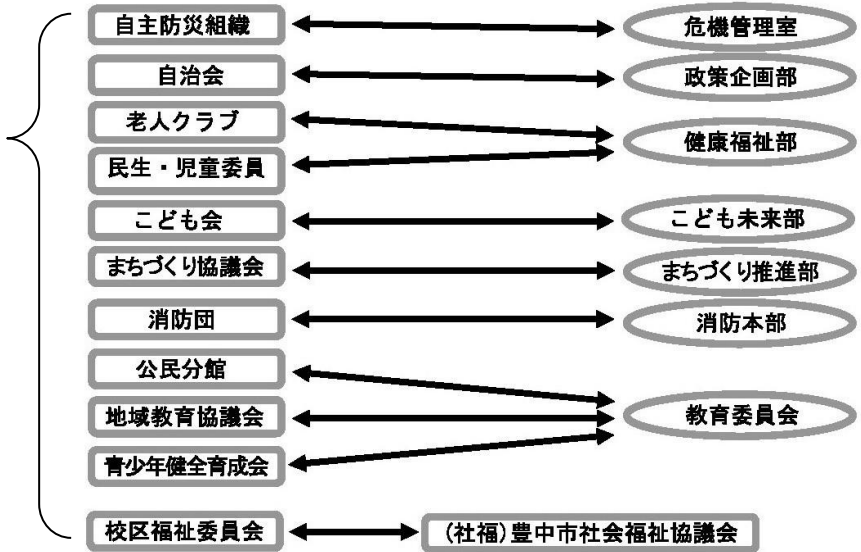 自主防災組織
危機管理室
自治会
政策企画部
老人クラブ
健康福祉部
民生・児童委員
こども会
こども未来部
まちづくり協議会
まちづくり推進部
消防団
消防本部
公民分館
地域教育協議会
教育委員会
青少年健全育成会
校区福祉委員会
(社福)豊中市社会福祉協議会